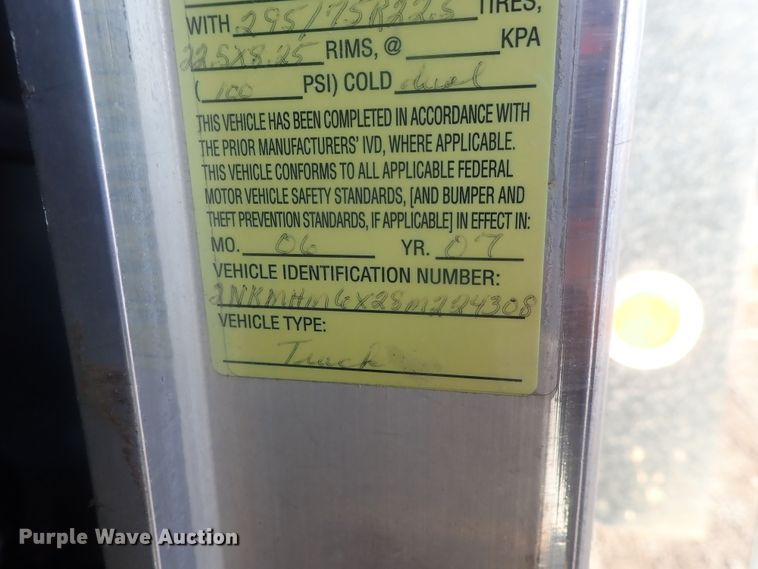 WITH 295/75R22.5 TIRES,
22.5X8.25 RIMS, @ KPA
(100 PSI) COLD dual
THIS VEHICLE HAS BEEN COMPLETED IN ACCORDANCE WITH
THE PRIOR MANUFACTURERS' IVD, WHERE APPLICABLE.
THIS VEHICLE CONFORMS TO ALL APPLICABLE FEDERAL
MOTOR VEHICLE SAFETY STANDARDS, [AND BUMPER AND
THEFT PREVENTION STANDARDS, IF APPLICABLE] IN EFFECT IN:
MO. 06 YR. 07
VEHICLE IDENTIFICATION NUMBER:
2NKMHM6X28M224308
VEHICLE TYPE:
Truck
Purple Wave Auction